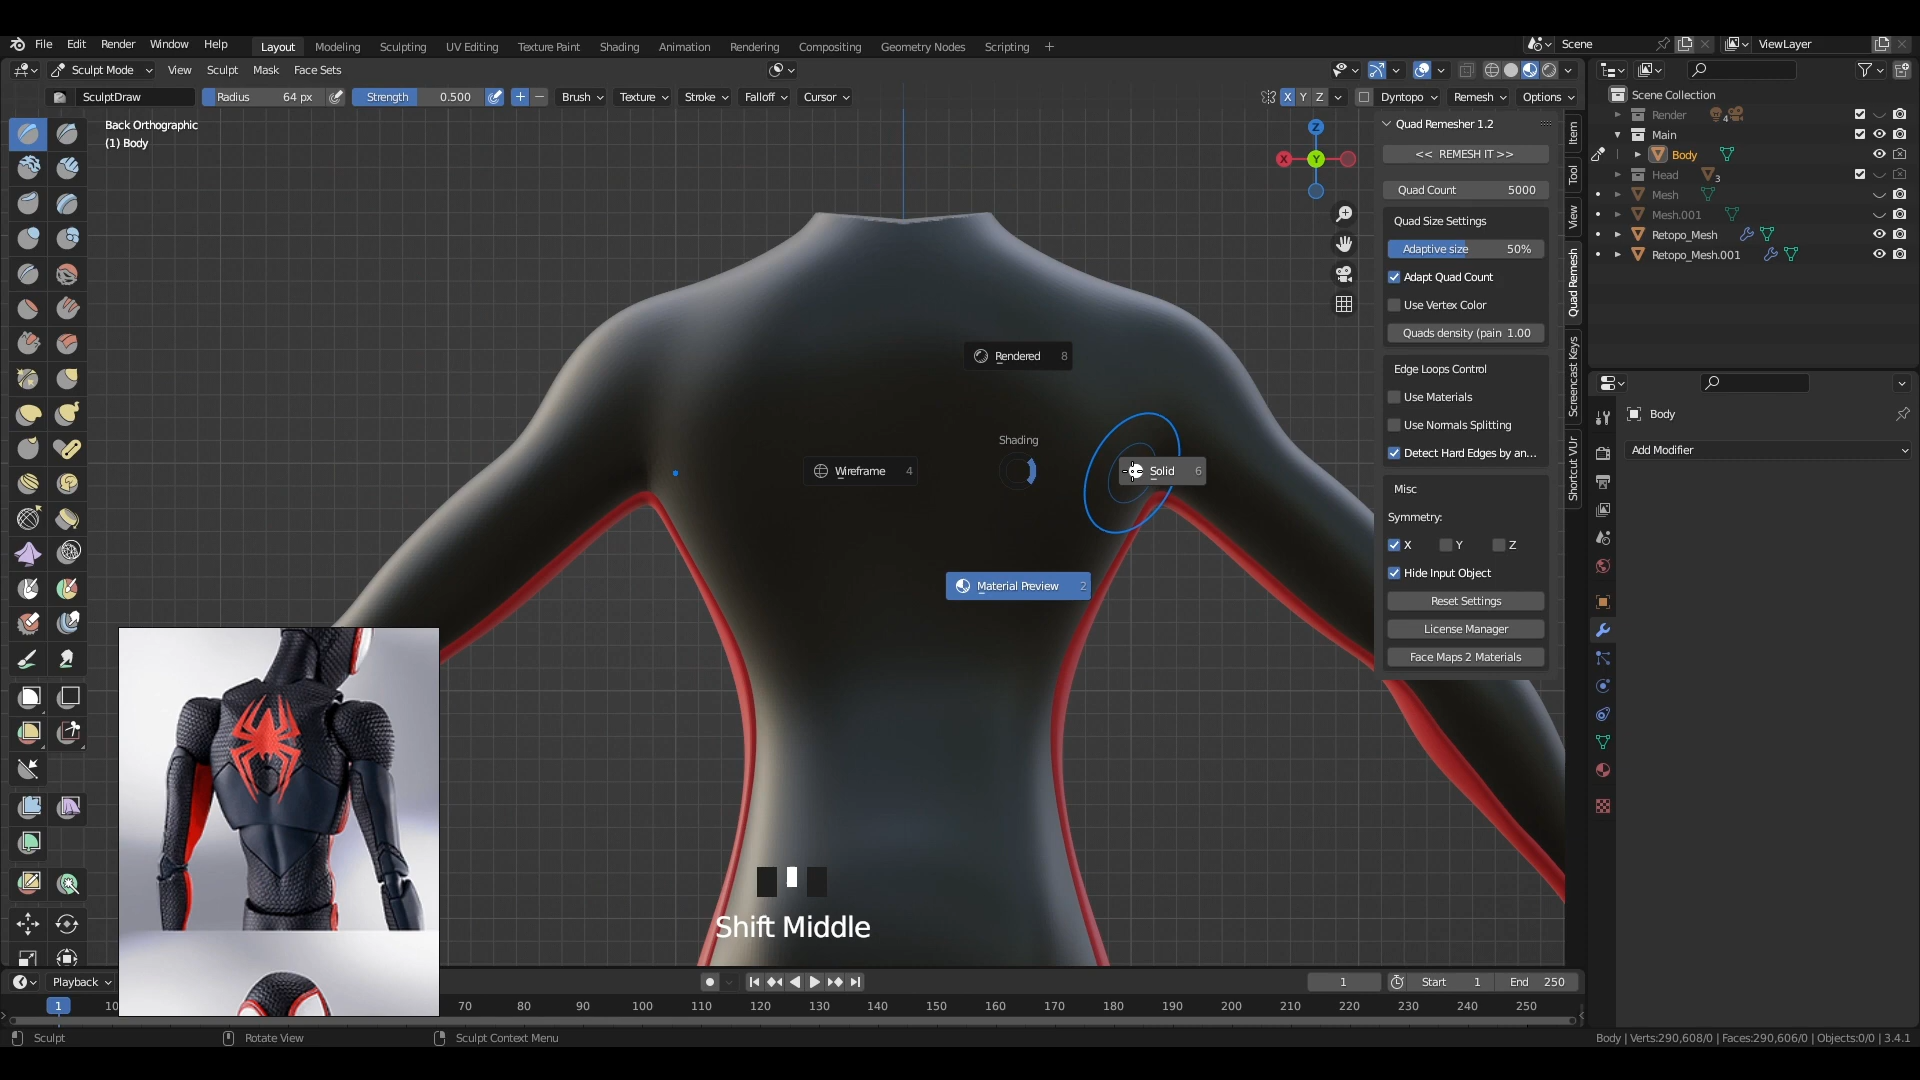 File Edit Render Window Help Layout Modeling Sculpting UV Editing Texture Paint Shading Animation Rendering Compositing Geometry Nodes Scripting + Scene ViewLayer
Sculpt Mode View Sculpt Mask Face Sets
SculptDraw Radius 64 px Strength 0.500 + − Brush Texture Stroke Falloff Cursor X Y Z Dyntopo Remesh Options
Back Orthographic
(1) Body
Z
X Y
Quad Remesher 1.2
<< REMESH IT >>
Quad Count 5000
Quad Size Settings
Adaptive size 50%
Adapt Quad Count
Use Vertex Color
Quads density (pain 1.00
Edge Loops Control
Use Materials
Use Normals Splitting
Detect Hard Edges by an...
Misc
Symmetry:
X Y Z
Hide Input Object
Reset Settings
License Manager
Face Maps 2 Materials
Item
Tool
View
Quad Remesh
Screencast Keys
Shortcut VUr
Scene Collection
Render 4
Main
Body
Head 3
Mesh
Mesh.001
Retopo_Mesh
Retopo_Mesh.001
Body
Add Modifier
Rendered 8
Shading
Wireframe 4
Solid 6
Material Preview 2
Shift Middle
Playback 1 Start 1 End 250
1 10 70 80 90 100 110 120 130 140 150 160 170 180 190 200 210 220 230 240 250
Sculpt Rotate View Sculpt Context Menu Body | Verts:290,608/0 | Faces:290,606/0 | Objects:0/0 | 3.4.1